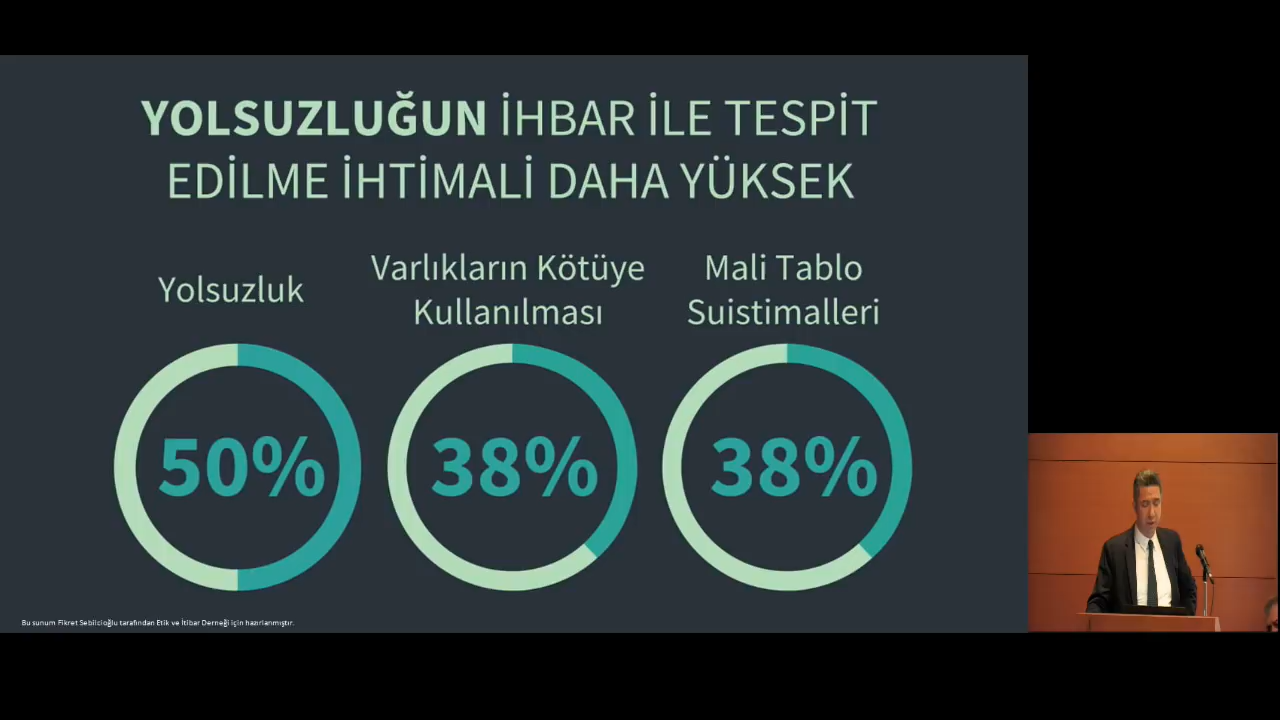 YOLSUZLUĞUN İHBAR İLE TESPİT
EDİLME İHTİMALİ DAHA YÜKSEK
Yolsuzluk
Varlıkların Kötüye
Kullanılması
Mali Tablo
Suistimalleri
50%
38%
38%
Bu sunum Fikret Sebilcioğlu tarafından Etik ve İtibar Derneği için hazırlanmıştır.